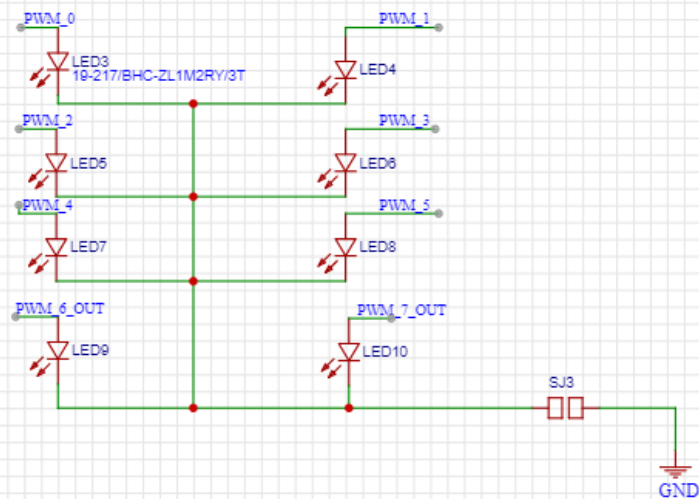 PWM_0
PWM_1
LED3
19-217/BHC-ZL1M2RY/3T
LED4
PWM_2
PWM_3
LED5
LED6
PWM_4
PWM_5
LED7
LED8
PWM_6_OUT
PWM_7_OUT
LED9
LED10
SJ3
GND